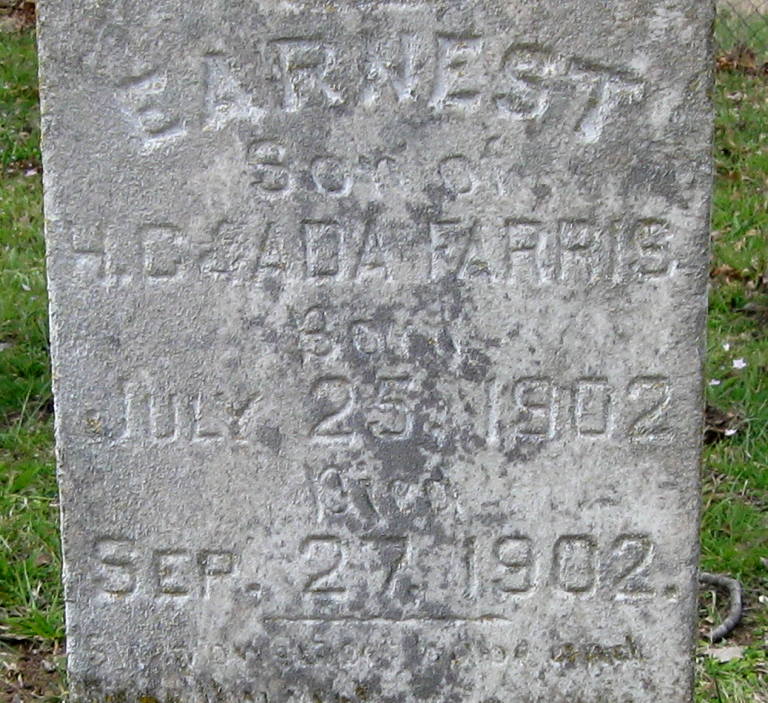 EARNEST
Son of
H.C & ADA FARRIS
Born
JULY 25, 1902
Died
SEP. 27, 1902.